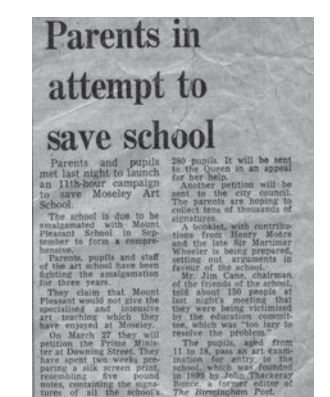 Parents in
attempt to
save school
Parents and pupils
met last night to launch
an 11th-hour campaign
to save Moseley Art
School.
The school is due to be
amalgamated with Mount
Pleasant School in Sep-
tember to form a compre-
hensive.
Parents, pupils and staff
of the art school have been
fighting the amalgamation
for three years.
They claim that Mount
Pleasant would not give the
specialised and intensive
art teaching which they
have enjoyed at Moseley.
On March 27 they will
petition the Prime Minis-
ter at Downing Street. They
have spent two weeks pre-
paring a silk screen print,
resembling five pound
notes, containing the signa-
tures of all the school's
280 pupils. It will be sent
to the Queen in an appeal
for her help.
Another petition will be
sent to the city council.
The parents are hoping to
collect tens of thousands of
signatures.
A booklet, with contribu-
tions from Henry Moore
and the late Sir Mortimer
Wheeler is being prepared,
setting out arguments in
favour of the school.
Mr. Jim Cane, chairman
of the friends of the school,
told about 150 people at
last night's meeting that
they were being victimised
by the education commit-
tee, which was "too lazy to
resolve the problem."
The pupils, aged from
11 to 18, pass an art exam-
ination for entry to the
school, which was founded
in 1899 by John Thackeray
Bunce, a former editor of
The Birmingham Post.